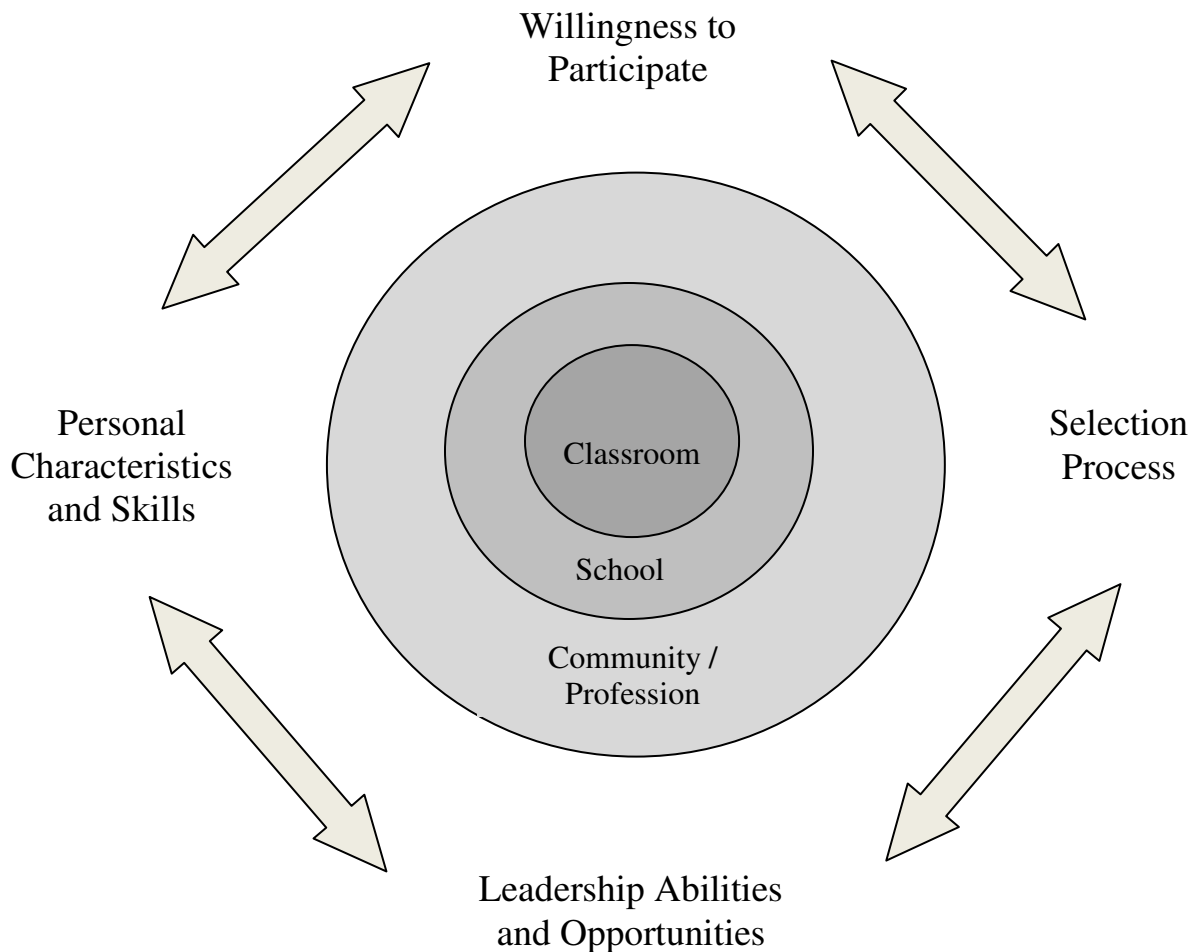 Willingness to
Participate
Personal
Characteristics
and Skills
Selection
Process
Classroom
School
Community /
Profession
Leadership Abilities
and Opportunities